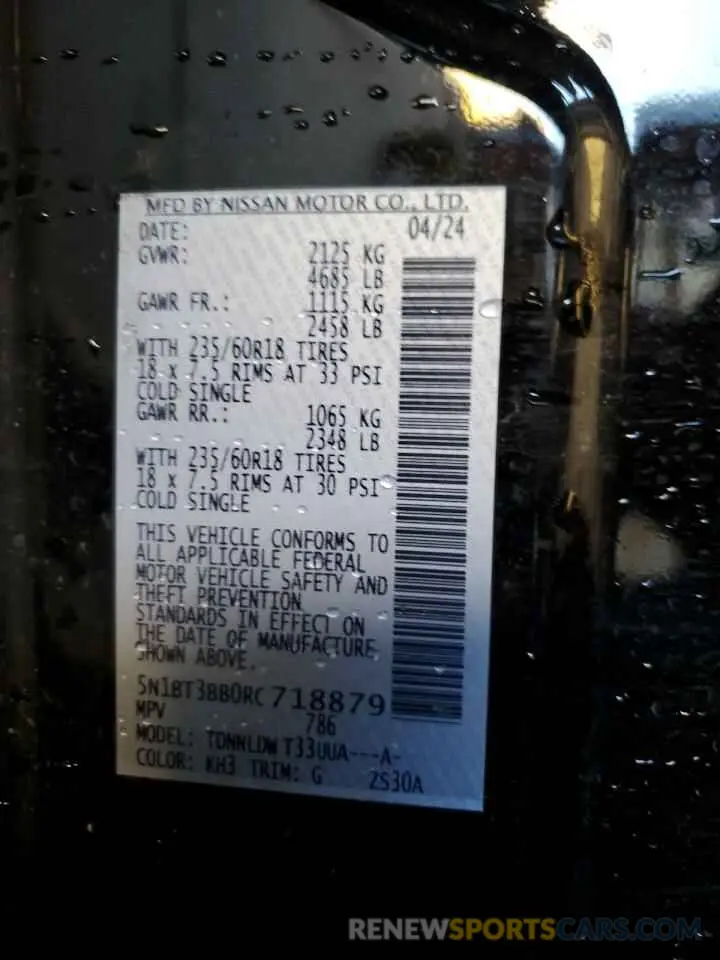 MFD BY NISSAN MOTOR CO., LTD.
DATE: 04/24
GVWR: 2125 KG
4685 LB
GAWR FR.: 1115 KG
2458 LB
WITH 235/60R18 TIRES
18 x 7.5 RIMS AT 33 PSI
COLD SINGLE
GAWR RR.: 1065 KG
2348 LB
WITH 235/60R18 TIRES
18 x 7.5 RIMS AT 30 PSI
COLD SINGLE
THIS VEHICLE CONFORMS TO
ALL APPLICABLE FEDERAL
MOTOR VEHICLE SAFETY AND
THEFT PREVENTION
STANDARDS IN EFFECT ON
THE DATE OF MANUFACTURE
SHOWN ABOVE.
5N1BT3BB0RC718879
MPV 786
MODEL: TDNNLDW T33UUA---A-
COLOR: KH3 TRIM: G 2S30A
RENEWSPORTSCARS.COM